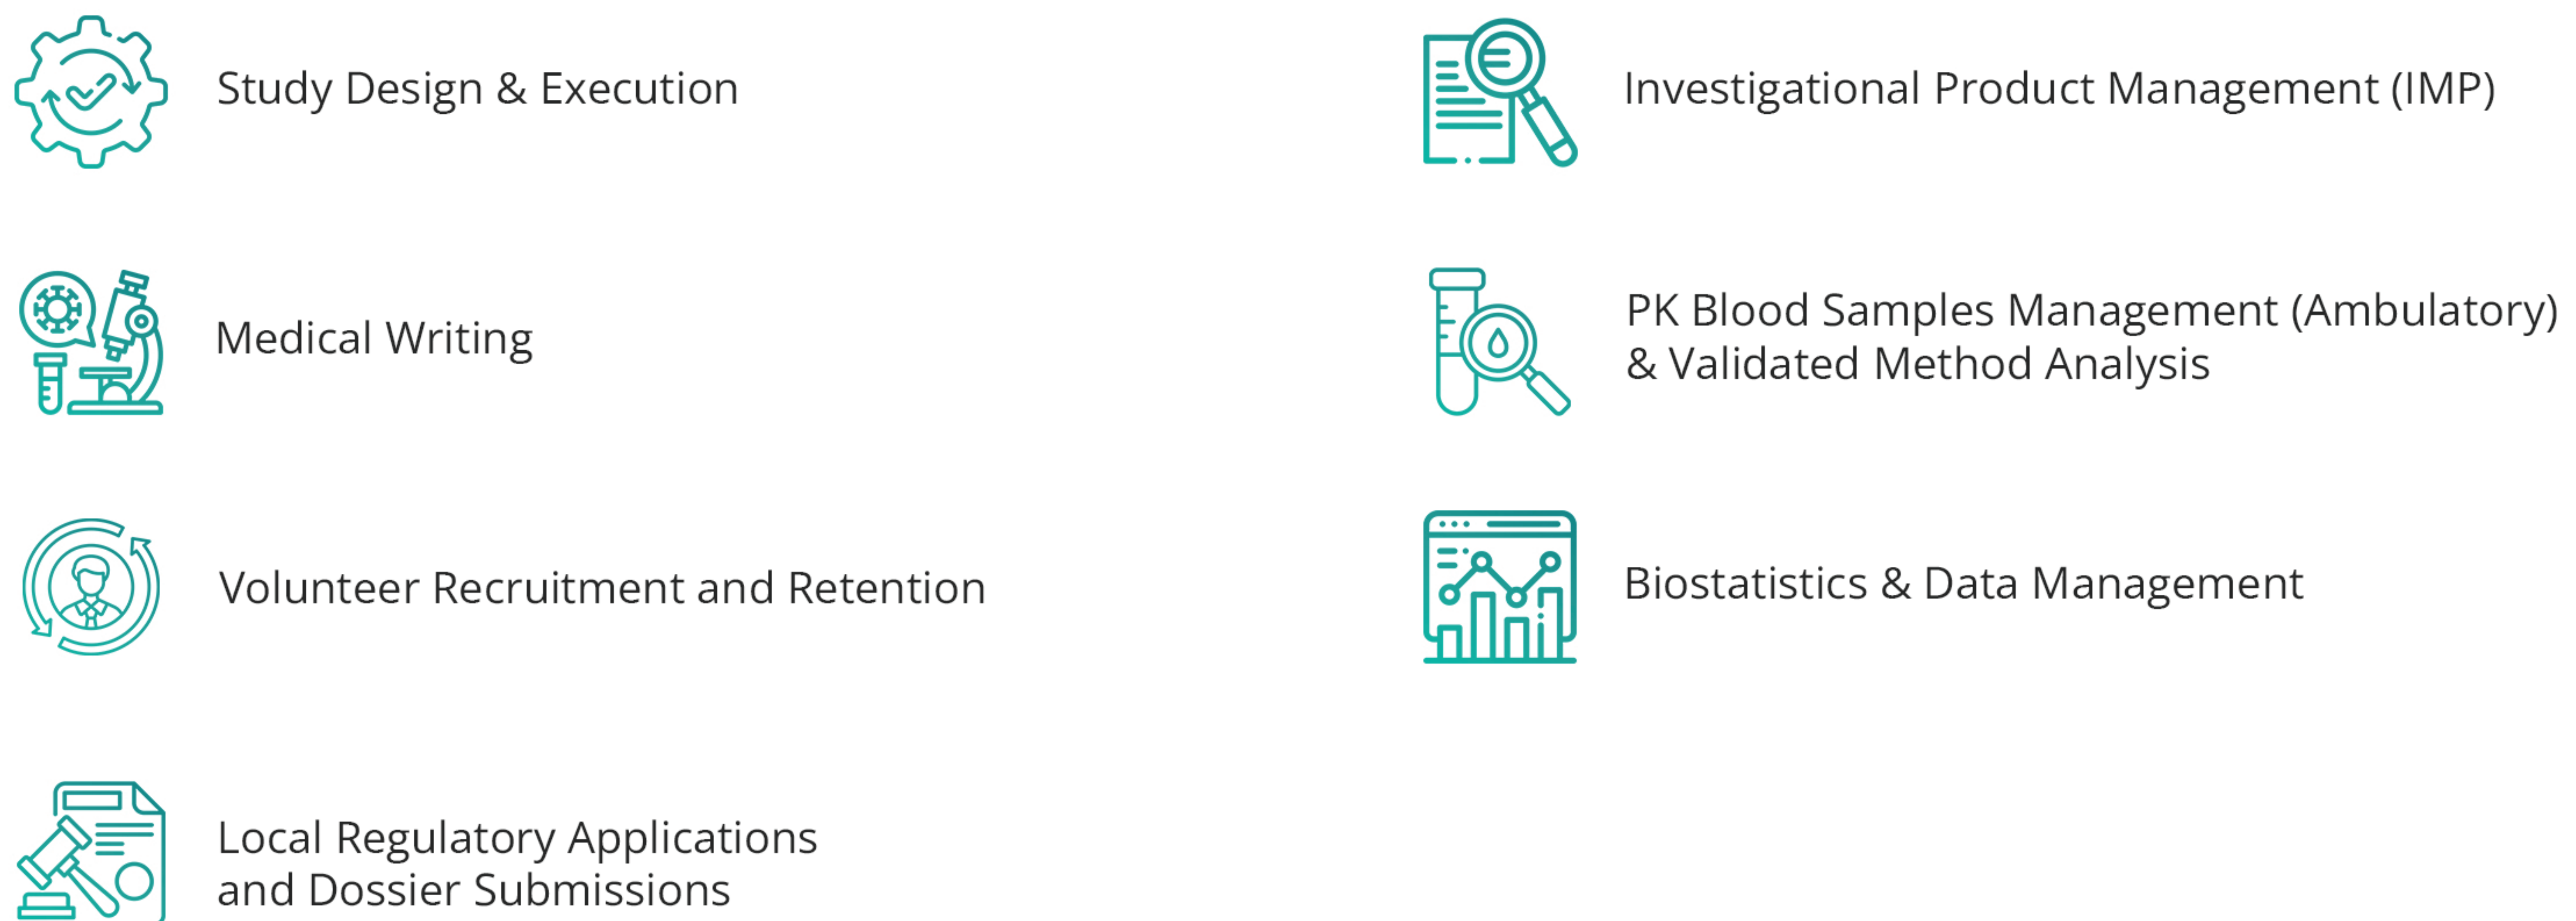 Study Design & Execution
Medical Writing
Volunteer Recruitment and Retention
Local Regulatory Applications
and Dossier Submissions
Investigational Product Management (IMP)
PK Blood Samples Management (Ambulatory)
& Validated Method Analysis
Biostatistics & Data Management